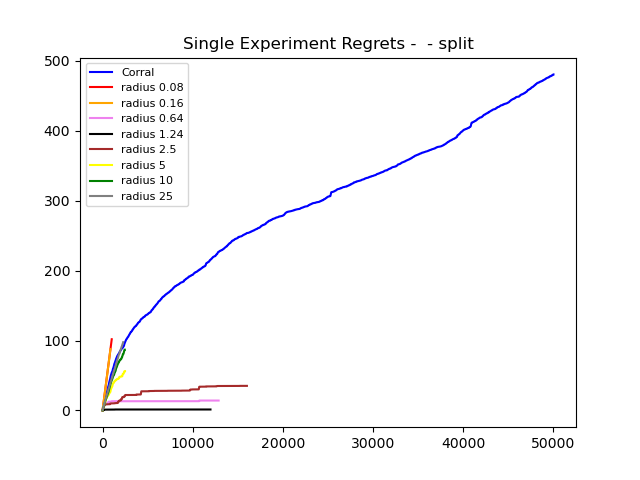 Single Experiment Regrets -  - split
500
400
300
200
100
0
Corral
radius 0.08
radius 0.16
radius 0.64
radius 1.24
radius 2.5
radius 5
radius 10
radius 25
0 10000 20000 30000 40000 50000